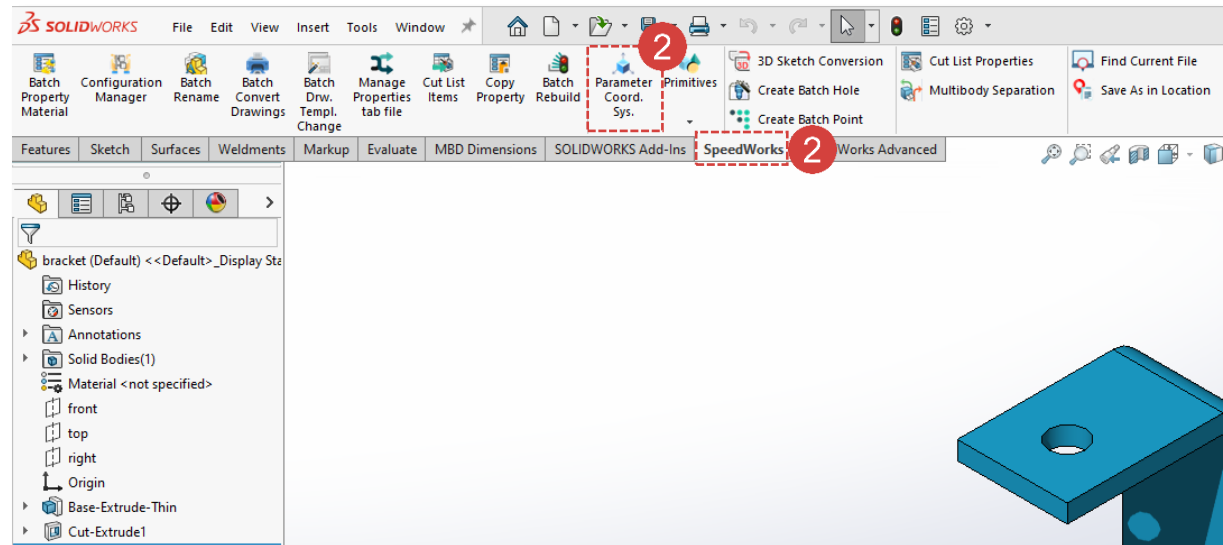 SOLIDWORKS File Edit View Insert Tools Window
2
Batch Property Material
Configuration Manager
Batch Rename
Batch Convert Drawings
Batch Drw. Templ. Change
Manage Properties tab file
Cut List Items
Copy Property
Batch Rebuild
Parameter Coord. Sys.
Primitives
3D Sketch Conversion
Create Batch Hole
Create Batch Point
Cut List Properties
Multibody Separation
Find Current File
Save As in Location
Features Sketch Surfaces Weldments Markup Evaluate MBD Dimensions SOLIDWORKS Add-Ins SpeedWorks 2 Works Advanced
bracket (Default) <<Default>_Display Sta
History
Sensors
Annotations
Solid Bodies(1)
Material <not specified>
front
top
right
Origin
Base-Extrude-Thin
Cut-Extrude1